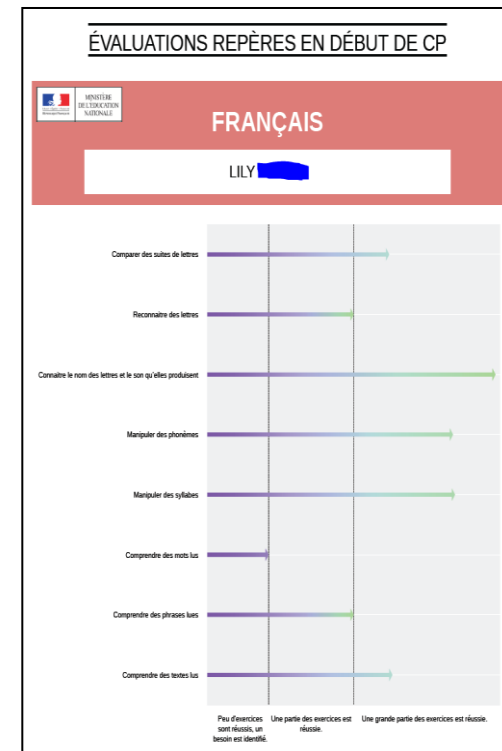 ÉVALUATIONS REPÈRES EN DÉBUT DE CP
MINISTÈRE
DE L'ÉDUCATION
NATIONALE
FRANÇAIS
LILY
Comparer des suites de lettres
Reconnaitre des lettres
Connaitre le nom des lettres et le son qu'elles produisent
Manipuler des phonèmes
Manipuler des syllabes
Comprendre des mots lus
Comprendre des phrases lues
Comprendre des textes lus
Peu d'exercices
sont réussis, un
besoin est identifié.
Une partie des exercices est
réussie.
Une grande partie des exercices est réussie.